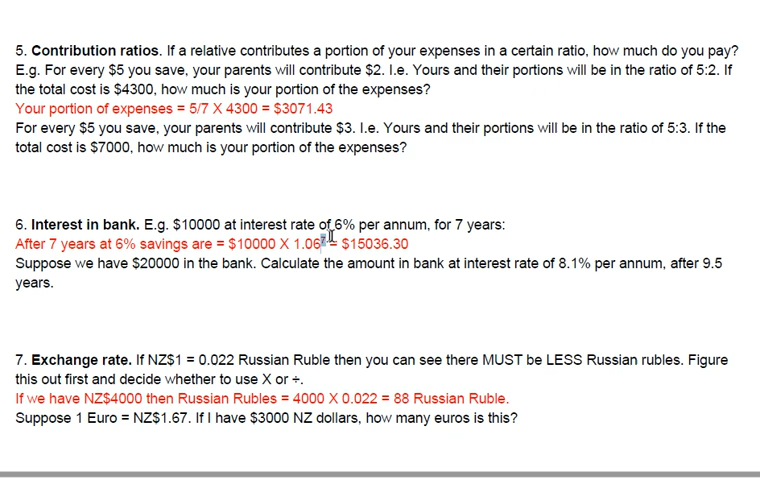 5. Contribution ratios. If a relative contributes a portion of your expenses in a certain ratio, how much do you pay?
E.g. For every $5 you save, your parents will contribute $2. I.e. Yours and their portions will be in the ratio of 5:2. If
the total cost is $4300, how much is your portion of the expenses?
Your portion of expenses = 5/7 X 4300 = $3071.43
For every $5 you save, your parents will contribute $3. I.e. Yours and their portions will be in the ratio of 5:3. If the
total cost is $7000, how much is your portion of the expenses?
6. Interest in bank. E.g. $10000 at interest rate of 6% per annum, for 7 years:
After 7 years at 6% savings are = $10000 X 1.06⁷ = $15036.30
Suppose we have $20000 in the bank. Calculate the amount in bank at interest rate of 8.1% per annum, after 9.5
years.
7. Exchange rate. If NZ$1 = 0.022 Russian Ruble then you can see there MUST be LESS Russian rubles. Figure
this out first and decide whether to use X or ÷.
If we have NZ$4000 then Russian Rubles = 4000 X 0.022 = 88 Russian Ruble.
Suppose 1 Euro = NZ$1.67. If I have $3000 NZ dollars, how many euros is this?